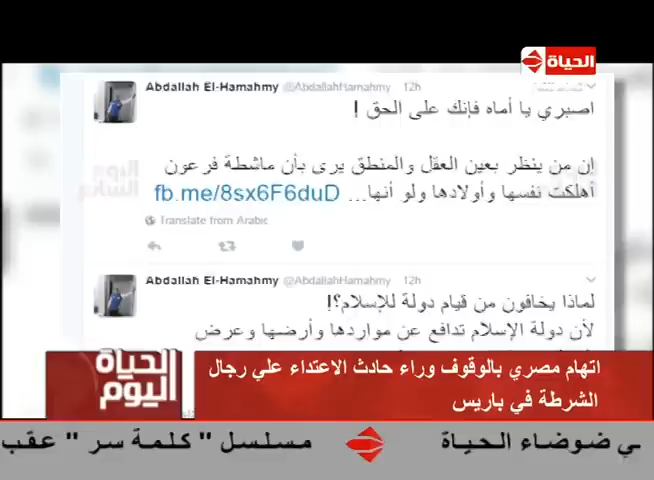 الحياة
Abdallah El-Hamahmy @AbdallahHamahmy 12h
اصبري يا أماه فإنك على الحق !
إن من ينظر بعين العقل والمنطق يرى بأن ماشطة فرعون
أهلكت نفسها وأولادها ولو أنها... fb.me/8sx6F6duD
Translate from Arabic
Abdallah El-Hamahmy @AbdallahHamahmy 12h
لماذا يخافون من قيام دولة للإسلام؟!
لأن دولة الإسلام تدافع عن مواردها وأرضها وعرض
الحياة اليوم
اتهام مصري بالوقوف وراء حادث الاعتداء علي رجال
الشرطة في باريس
ي ضوضاء الحياة
مسلسل "كلمة سر" عقب